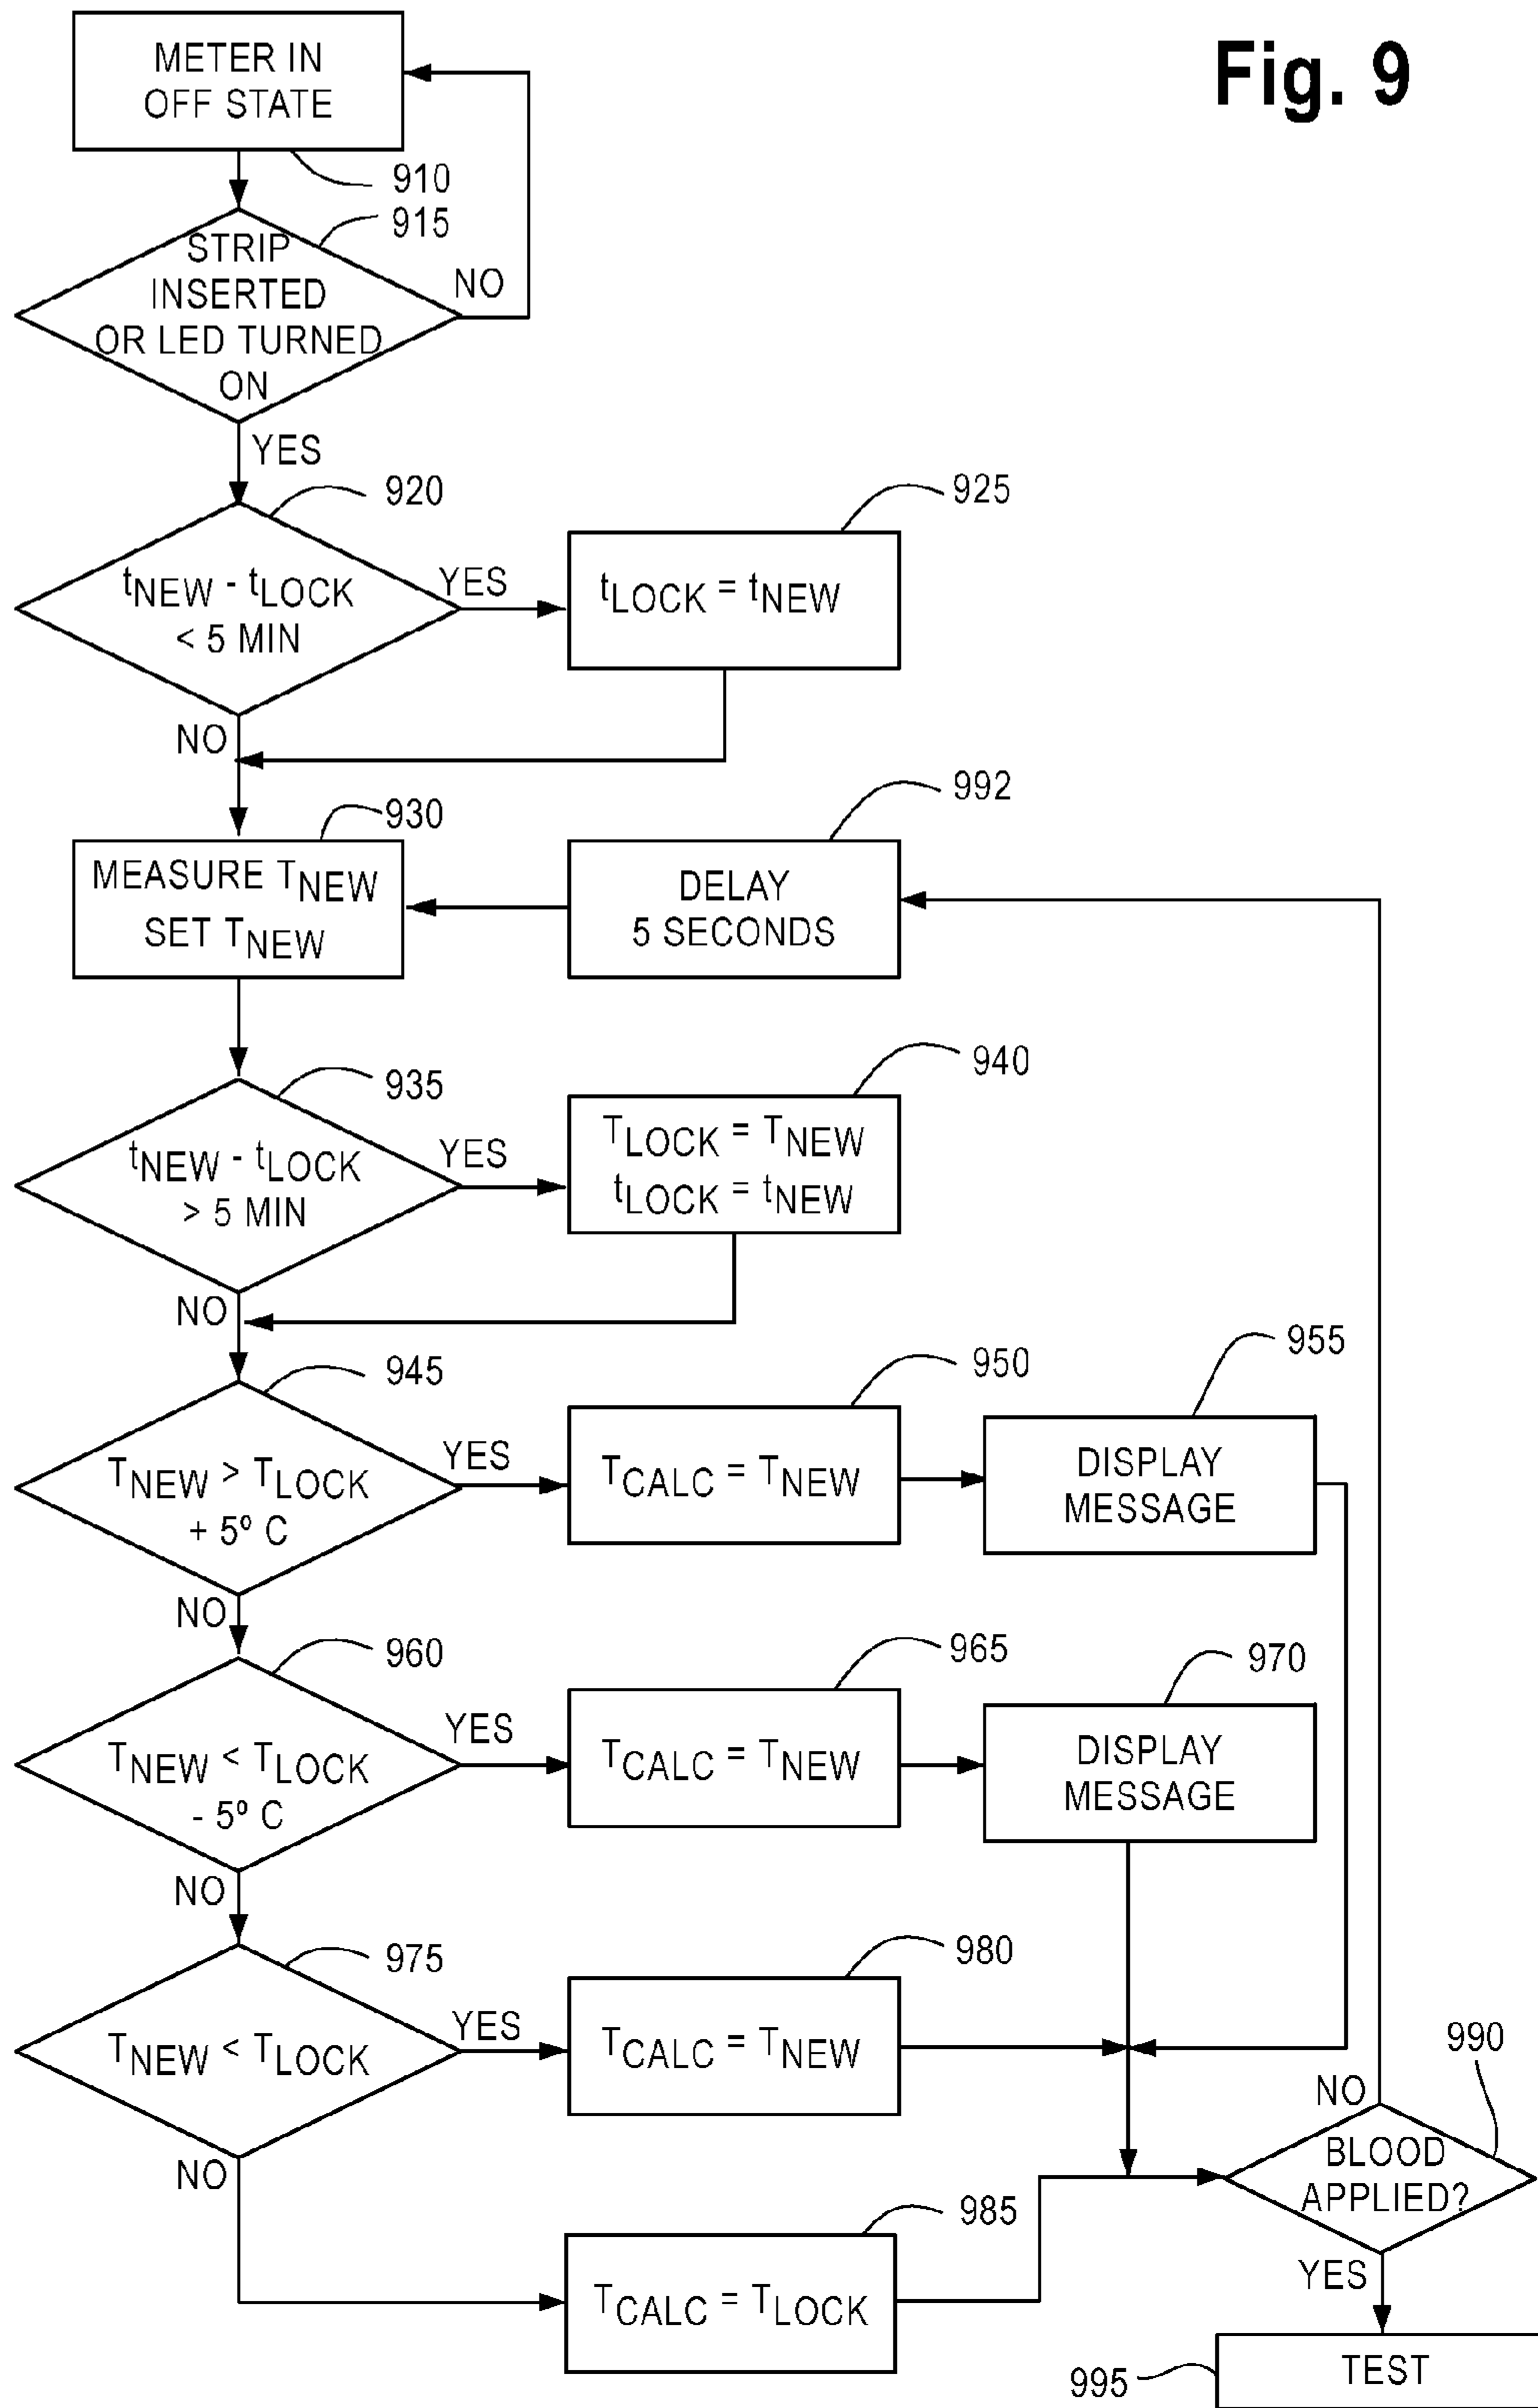 Fig. 9
METER IN
OFF STATE
910
915
STRIP
INSERTED
OR LED TURNED
ON
NO
YES
920
tNEW - tLOCK
< 5 MIN
YES
925
tLOCK = tNEW
NO
930
MEASURE TNEW
SET TNEW
992
DELAY
5 SECONDS
935
tNEW - tLOCK
> 5 MIN
YES
940
TLOCK = TNEW
tLOCK = tNEW
NO
945
TNEW > TLOCK
+ 5º C
YES
950
TCALC = TNEW
955
DISPLAY
MESSAGE
NO
960
TNEW < TLOCK
- 5º C
YES
965
TCALC = TNEW
970
DISPLAY
MESSAGE
NO
975
TNEW < TLOCK
YES
980
TCALC = TNEW
NO
985
TCALC = TLOCK
990
NO
BLOOD
APPLIED?
YES
995
TEST